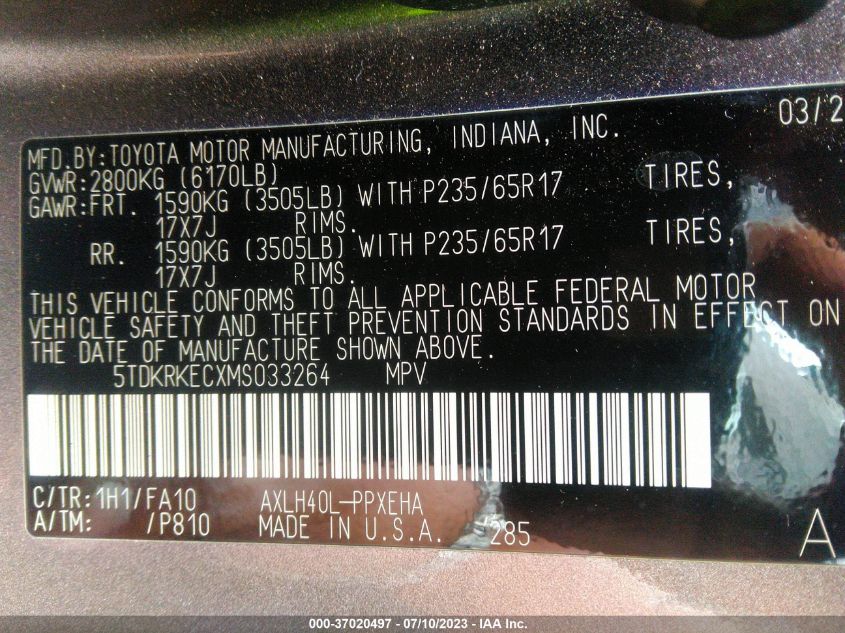 03/2
MFD.BY:TOYOTA MOTOR MANUFACTURING, INDIANA, INC.
GVWR:2800KG (6170LB)
GAWR:FRT. 1590KG (3505LB) WITH P235/65R17 TIRES,
17X7J RIMS.
RR. 1590KG (3505LB) WITH P235/65R17 TIRES,
17X7J RIMS.
THIS VEHICLE CONFORMS TO ALL APPLICABLE FEDERAL MOTOR
VEHICLE SAFETY AND THEFT PREVENTION STANDARDS IN EFFECT ON
THE DATE OF MANUFACTURE SHOWN ABOVE.
5TDKRKECXMS033264 MPV
C/TR:1H1/FA10 AXLH40L-PPXEHA
A/TM: /P810 MADE IN U.S.A. /285
A
000-37020497 - 07/10/2023 - IAA Inc.